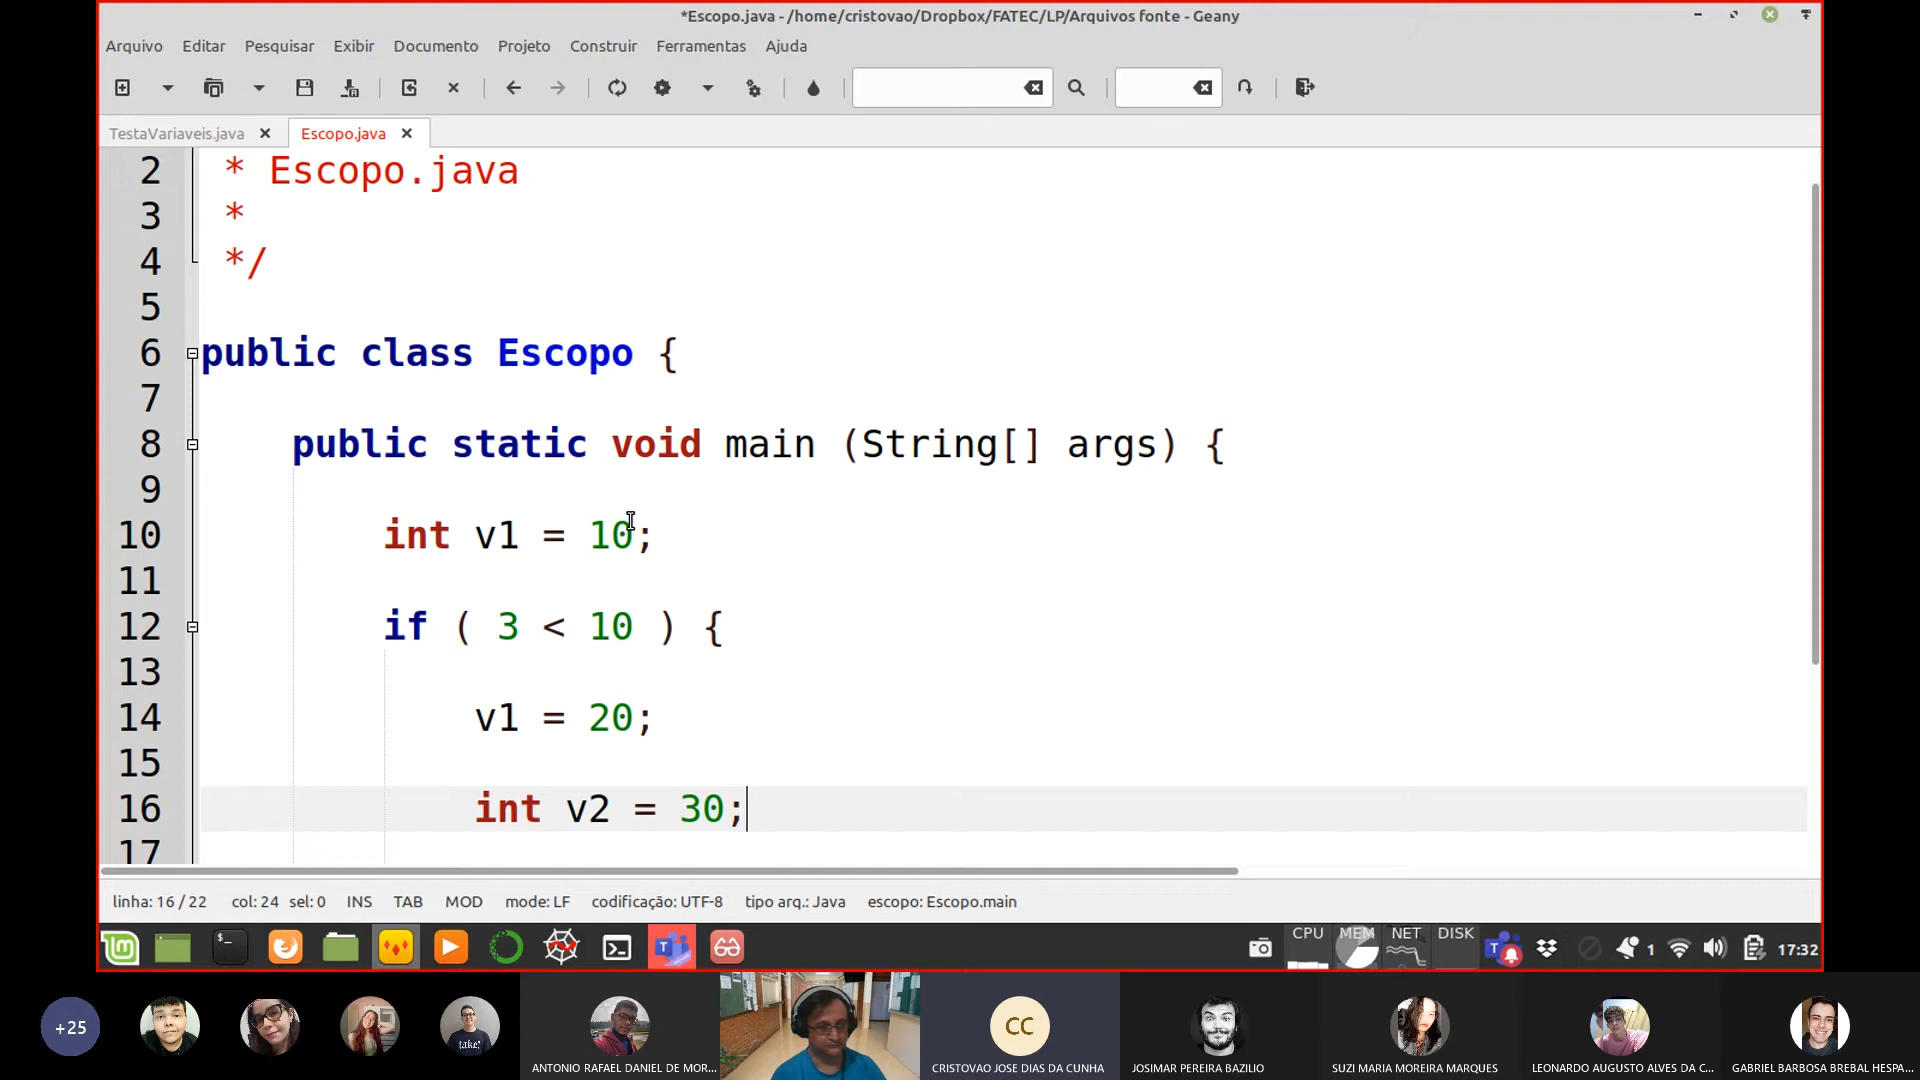 *Escopo.java - /home/cristovao/Dropbox/FATEC/LP/Arquivos fonte - Geany
Arquivo Editar Pesquisar Exibir Documento Projeto Construir Ferramentas Ajuda
TestaVariaveis.java Escopo.java
2 * Escopo.java
3 *
4 */
5
6 public class Escopo {
7
8 public static void main (String[] args) {
9
10 int v1 = 10;
11
12 if ( 3 < 10 ) {
13
14 v1 = 20;
15
16 int v2 = 30;
17
linha: 16 / 22 col: 24 sel: 0 INS TAB MOD mode: LF codificação: UTF-8 tipo arq.: Java escopo: Escopo.main
CPU MEM NET DISK 1 17:32
+25
take!
CC
ANTONIO RAFAEL DANIEL DE MOR...
CRISTOVAO JOSE DIAS DA CUNHA
JOSIMAR PEREIRA BAZILIO
SUZI MARIA MOREIRA MARQUES
LEONARDO AUGUSTO ALVES DA C...
GABRIEL BARBOSA BREBAL HESPA...